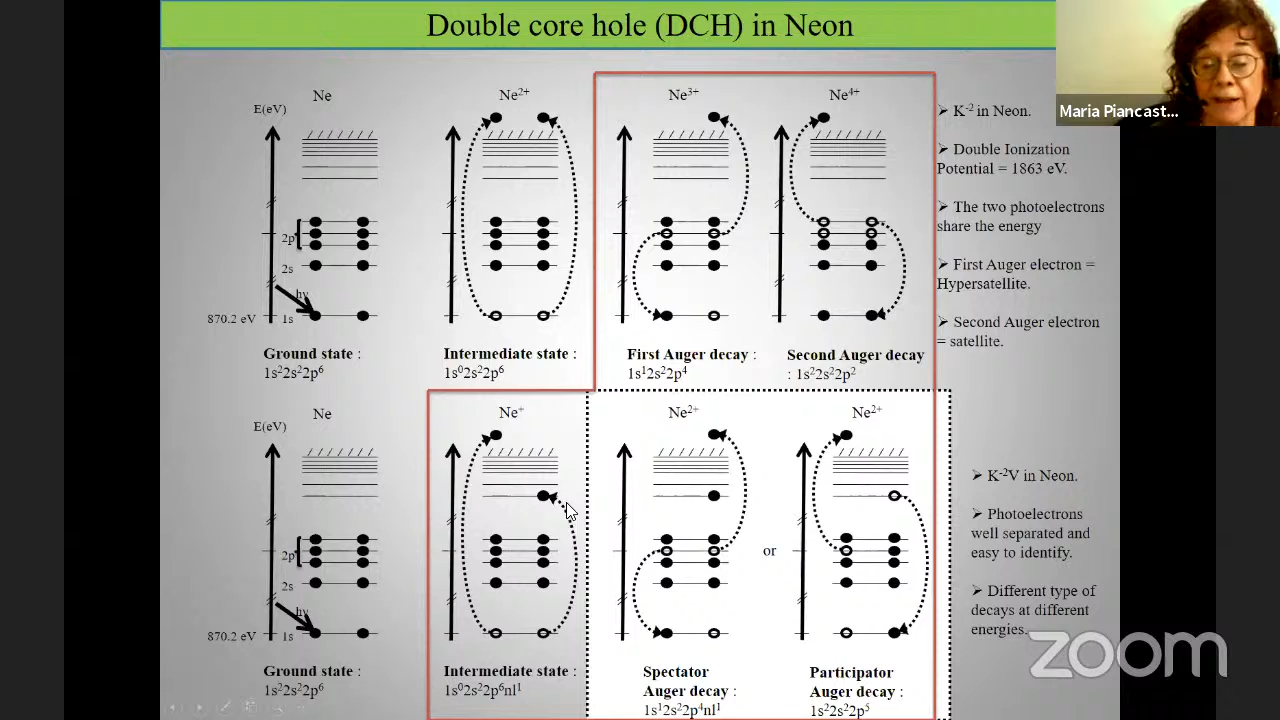 Double core hole (DCH) in Neon
Maria Piancast...
Ne
E(eV)
2p
2s
hν
870.2 eV
1s
Ground state :
1s²2s²2p⁶
Ne²⁺
Intermediate state :
1s⁰2s²2p⁶
Ne³⁺
First Auger decay :
1s¹2s²2p⁴
Ne⁴⁺
Second Auger decay
: 1s²2s²2p²
➢ K⁻² in Neon.
➢ Double Ionization
Potential = 1863 eV.
➢ The two photoelectrons
share the energy
➢ First Auger electron =
Hypersatellite.
➢ Second Auger electron
= satellite.
Ne
E(eV)
2p
2s
hν
870.2 eV
1s
Ground state :
1s²2s²2p⁶
Ne⁺
Intermediate state :
1s⁰2s²2p⁶nl¹
Ne²⁺
Spectator
Auger decay :
1s¹2s²2p⁴nl¹
or
Ne²⁺
Participator
Auger decay :
1s²2s²2p⁵
➢ K⁻²V in Neon.
➢ Photoelectrons
well separated and
easy to identify.
➢ Different type of
decays at different
energies.
zoom